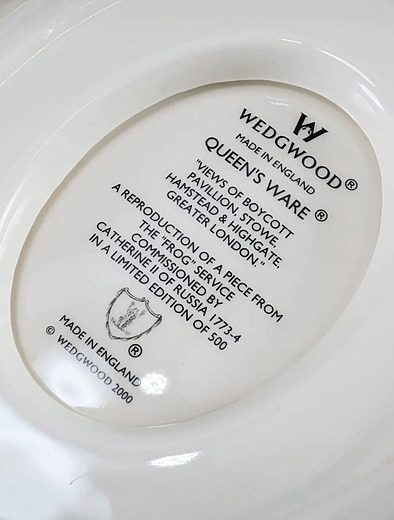 W
WEDGWOOD®
MADE IN ENGLAND
QUEEN'S WARE ®
"VIEWS OF BOYCOTT
PAVILLION, STOWE,
HAMSTEAD & HIGHGATE,
GREATER LONDON."
A REPRODUCTION OF A PIECE FROM
THE "FROG" SERVICE
COMMISSIONED BY
CATHERINE II OF RUSSIA 1773-4
IN A LIMITED EDITION OF 500
®
MADE IN ENGLAND
© WEDGWOOD 2000